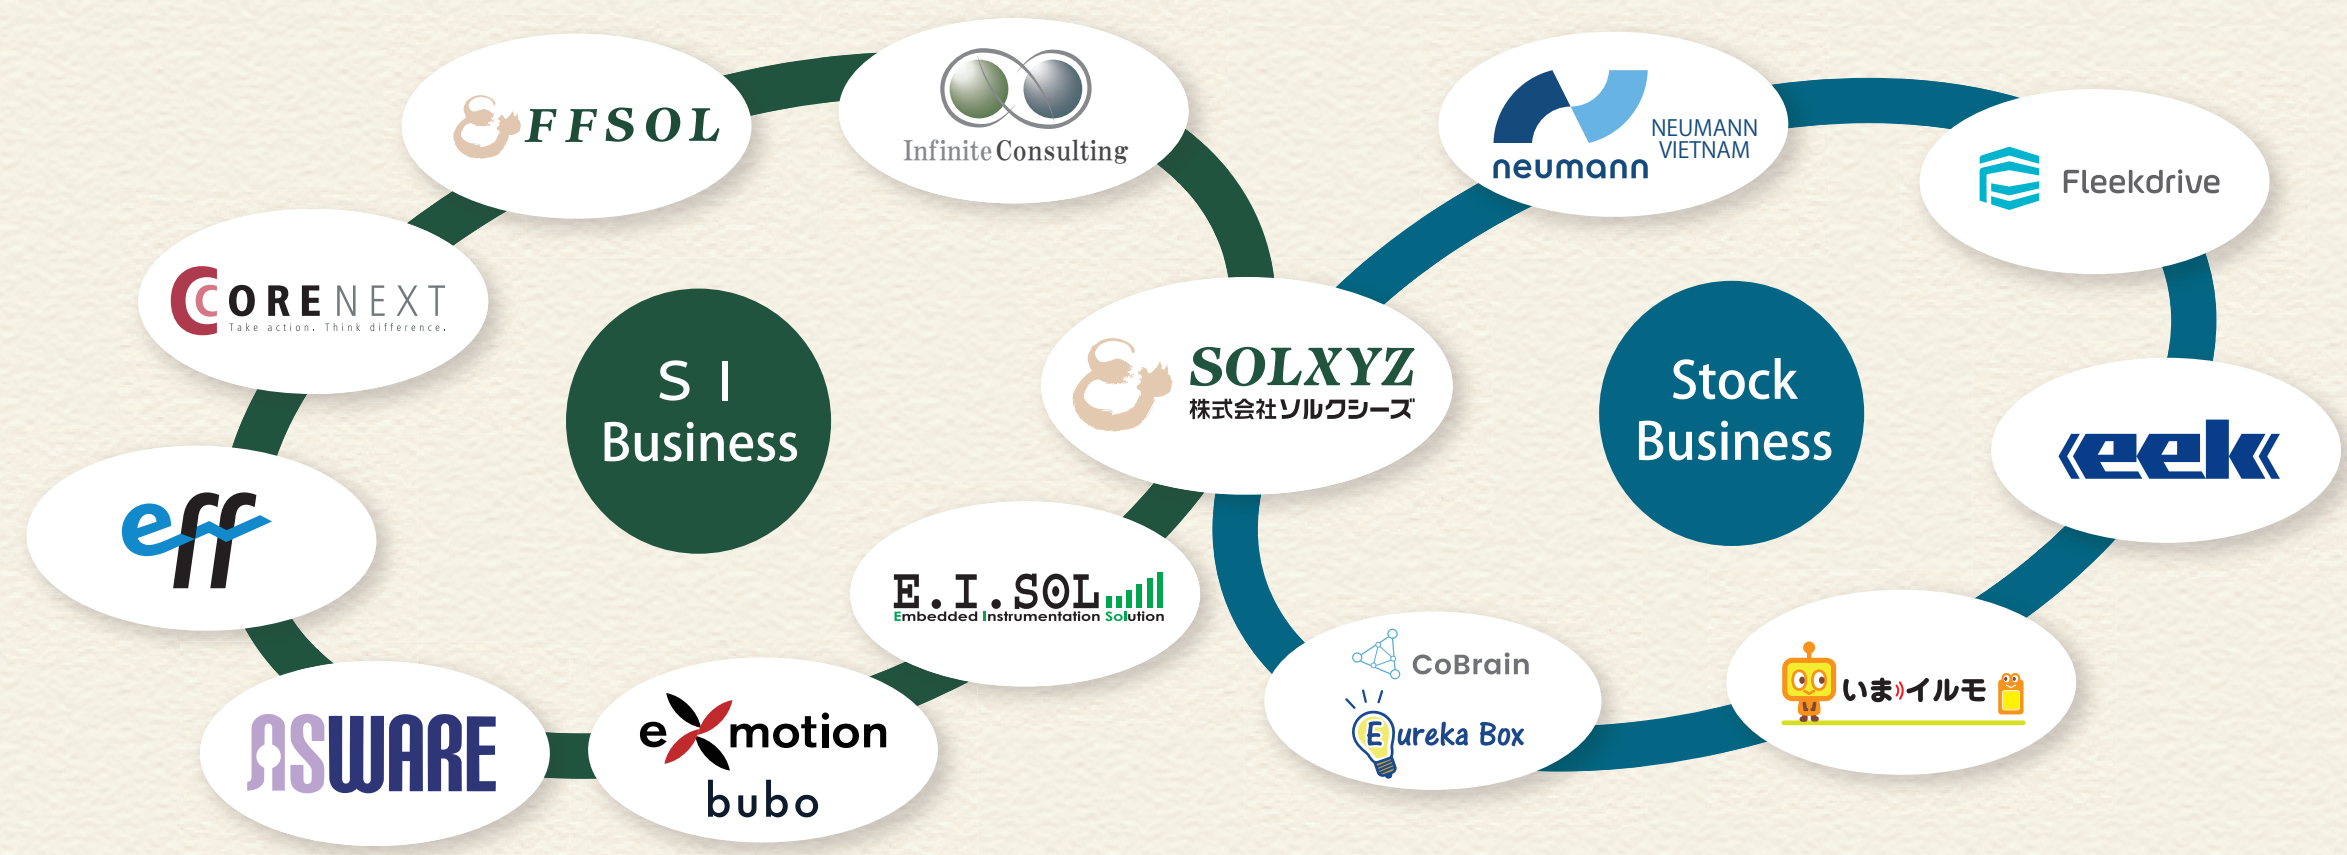 FFSOL
Infinite Consulting
neumann
NEUMANN
VIETNAM
Fleekdrive
CORENEXT
Take action. Think difference.
S I
Business
SOLXYZ
株式会社ソルクシーズ
Stock
Business
eek
eff
E.I.SOL
Embedded Instrumentation Solution
CoBrain
Eureka Box
いまイルモ
ASWARE
eXmotion
bubo